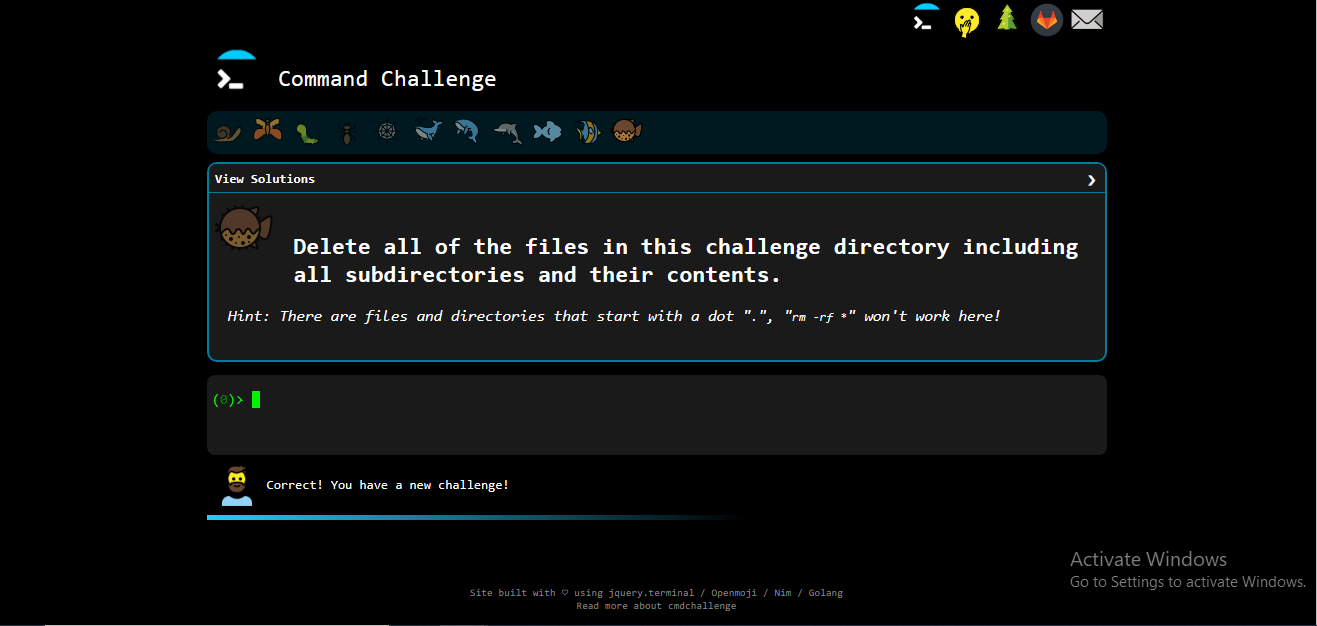 Command Challenge
View Solutions ❯
Delete all of the files in this challenge directory including
all subdirectories and their contents.
Hint: There are files and directories that start with a dot ".", "rm -rf *" won't work here!
(0)>
Correct! You have a new challenge!
Activate Windows
Go to Settings to activate Windows.
Site built with ♡ using jquery.terminal / Openmoji / Nim / Golang
Read more about cmdchallenge